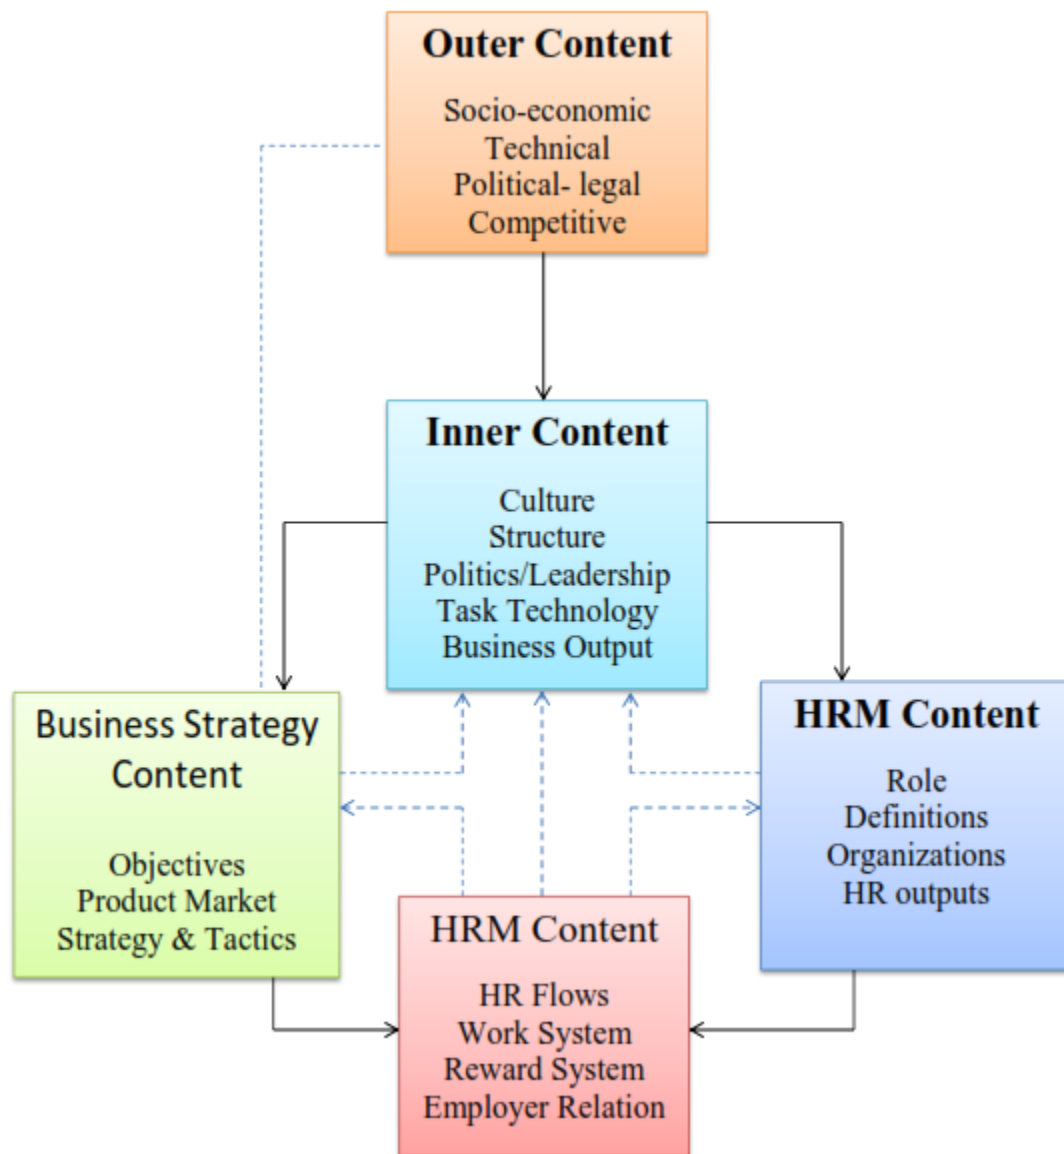 Outer Content
Socio-economic
Technical
Political- legal
Competitive
Inner Content
Culture
Structure
Politics/Leadership
Task Technology
Business Output
Business Strategy
Content
Objectives
Product Market
Strategy & Tactics
HRM Content
Role
Definitions
Organizations
HR outputs
HRM Content
HR Flows
Work System
Reward System
Employer Relation